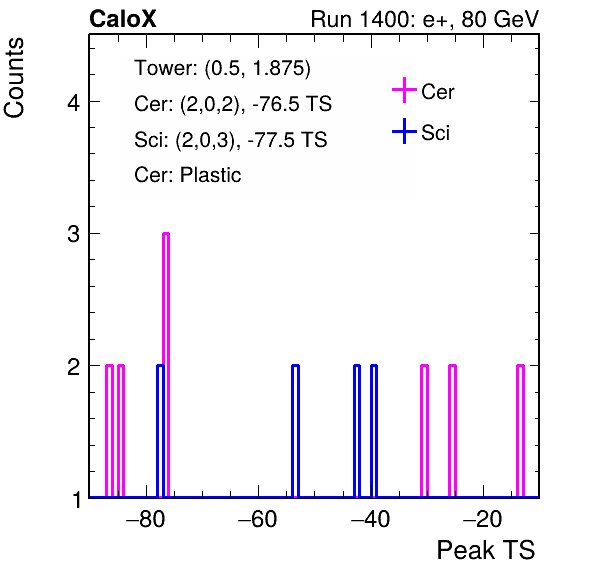 CaloX Run 1400: e+, 80 GeV
Counts
Tower: (0.5, 1.875)
Cer: (2,0,2), -76.5 TS
Sci: (2,0,3), -77.5 TS
Cer: Plastic
Cer
Sci
4
3
2
1
−80 −60 −40 −20
Peak TS